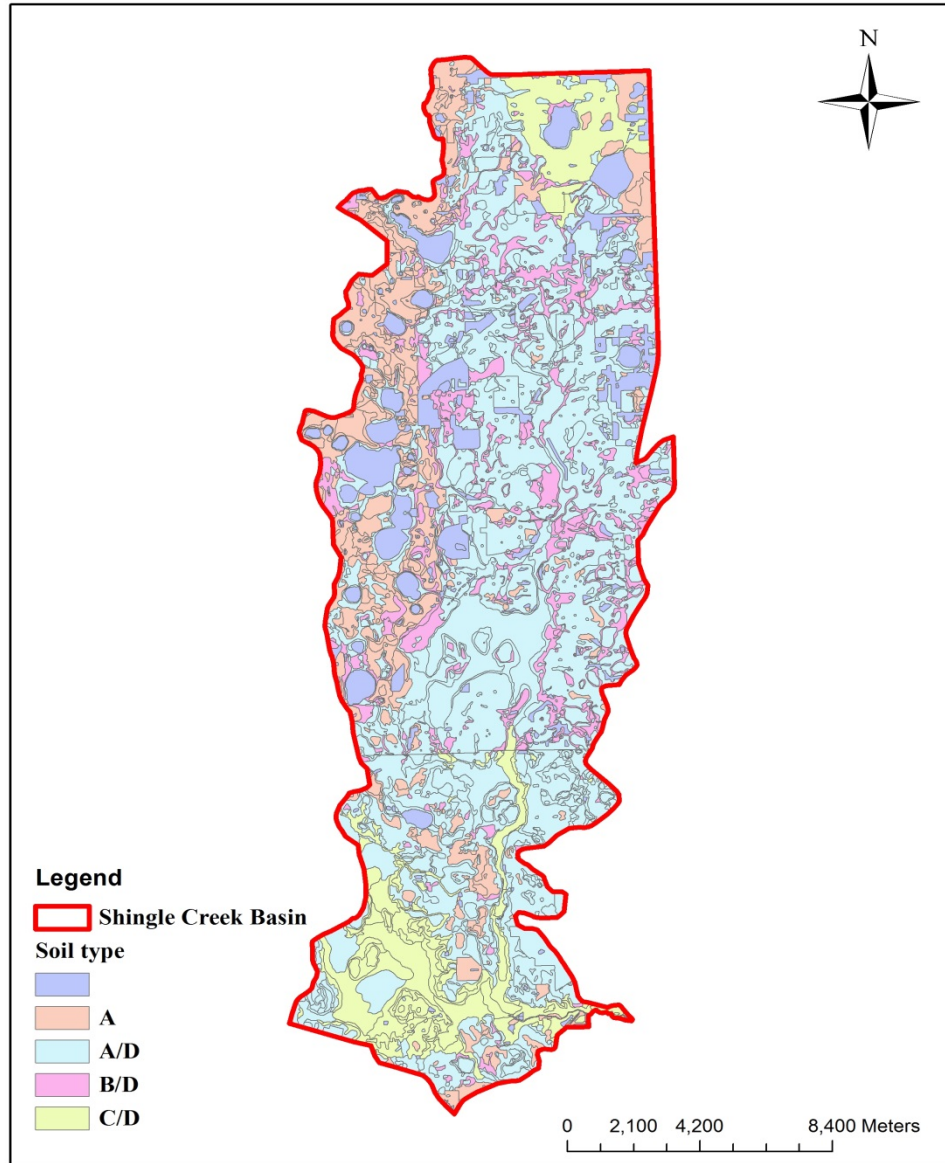 N
Legend
Shingle Creek Basin
Soil type
A
A/D
B/D
C/D
0 2,100 4,200 8,400 Meters